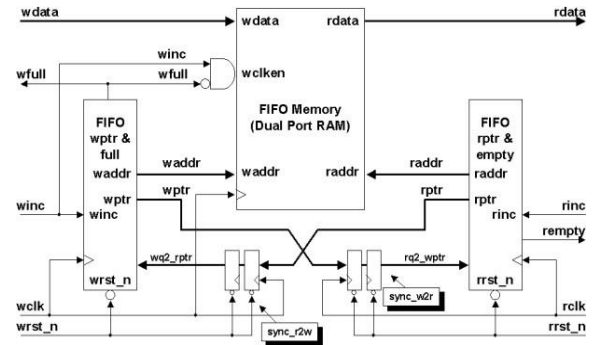 wdata
wdata
rdata
rdata
winc
wfull
wfull
wclken
FIFO Memory
(Dual Port RAM)
FIFO
wptr &
full
FIFO
rptr &
empty
waddr
waddr
waddr
raddr
raddr
raddr
wptr
wptr
rptr
rptr
winc
winc
rinc
rinc
rempty
wq2_rptr
rq2_wptr
wrst_n
rrst_n
sync_w2r
wclk
rclk
wrst_n
sync_r2w
rrst_n